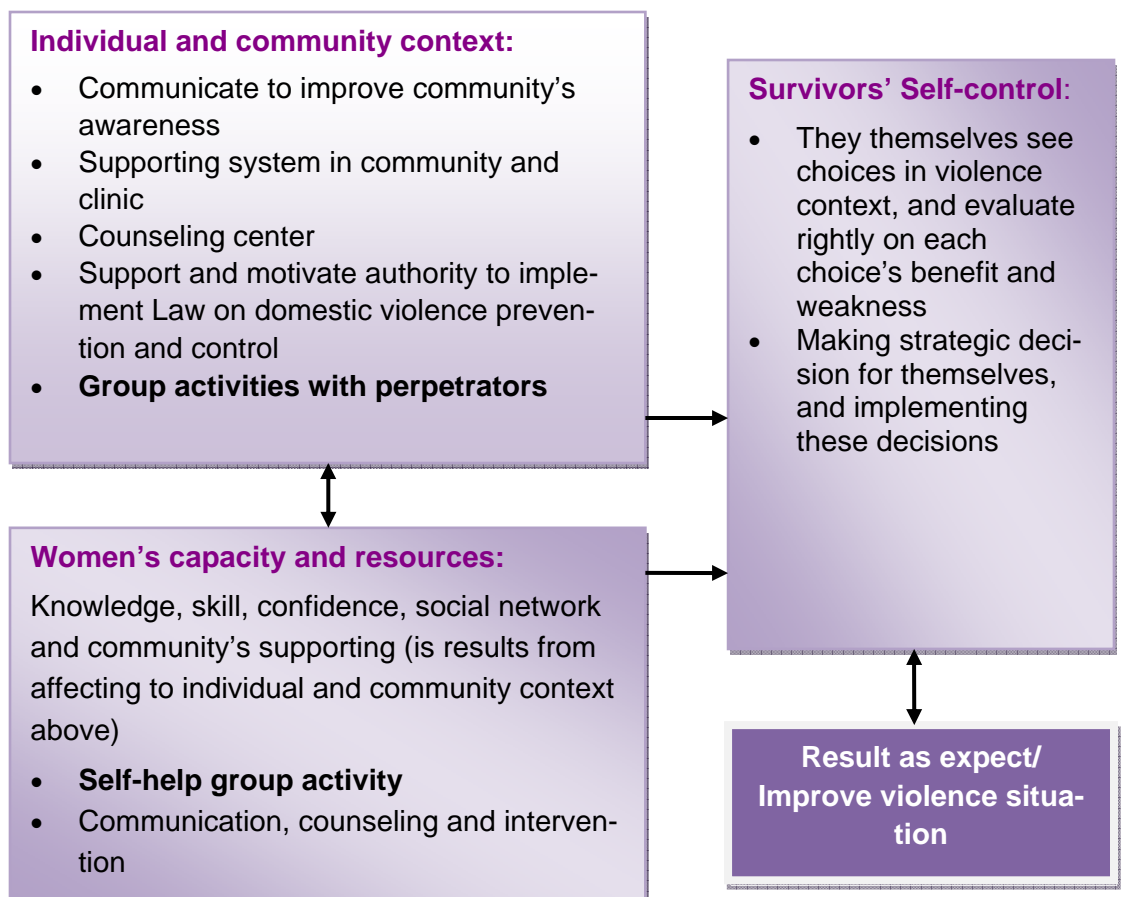 Individual and community context:
• Communicate to improve community’s
awareness
• Supporting system in community and
clinic
• Counseling center
• Support and motivate authority to imple-
ment Law on domestic violence preven-
tion and control
• Group activities with perpetrators
Women’s capacity and resources:
Knowledge, skill, confidence, social network
and community’s supporting (is results from
affecting to individual and community context
above)
• Self-help group activity
• Communication, counseling and interven-
tion
Survivors’ Self-control:
• They themselves see
choices in violence
context, and evaluate
rightly on each
choice’s benefit and
weakness
• Making strategic deci-
sion for themselves,
and implementing
these decisions
Result as expect/
Improve violence situa-
tion